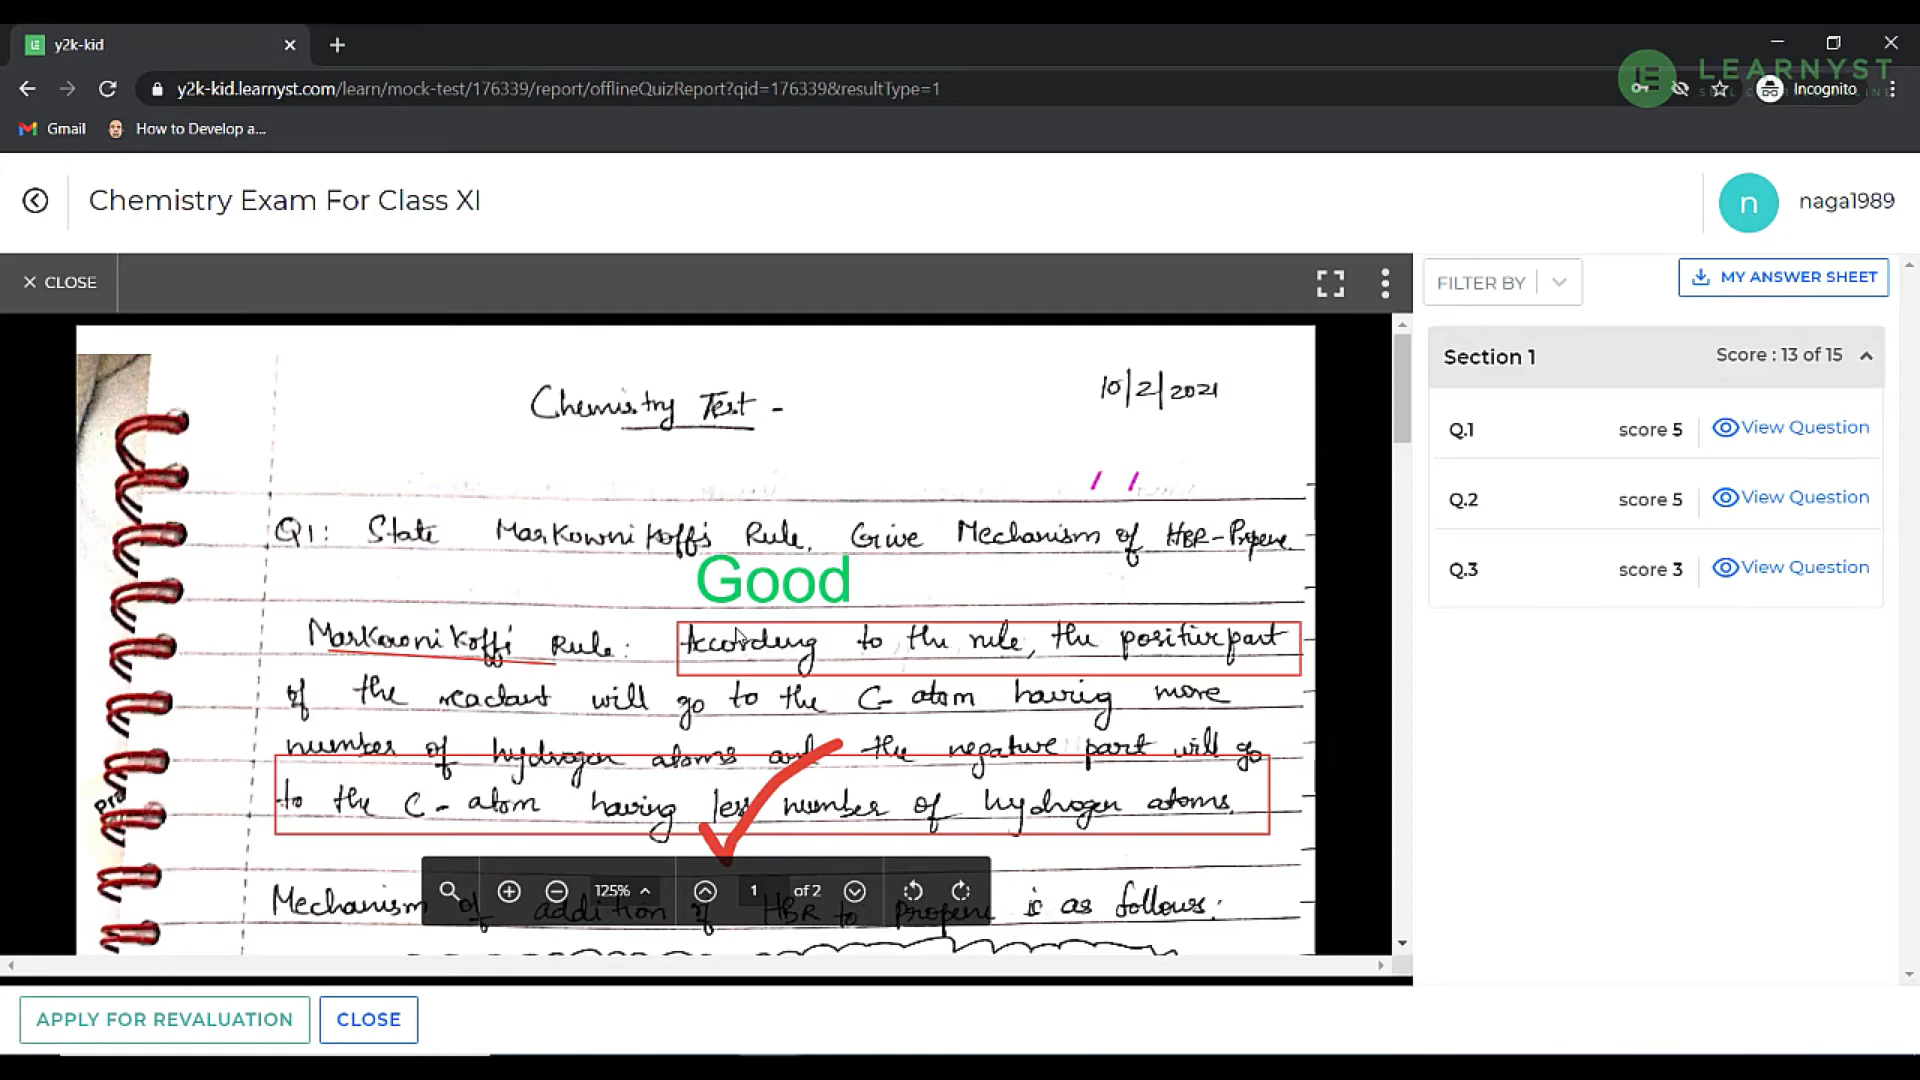 y2k-kid
y2k-kid.learnyst.com/learn/mock-test/176339/report/offlineQuizReport?qid=176339&resultType=1
LEARNYST
Incognito
Gmail
How to Develop a...
Chemistry Exam For Class XI
n
naga1989
CLOSE
FILTER BY
MY ANSWER SHEET
Section 1
Score : 13 of 15
Q.1 score 5 View Question
Q.2 score 5 View Question
Q.3 score 3 View Question
Chemistry Test -
10/2/2021
Q1: State Markowni Koff's Rule. Give Mechanism of HBR-Propene.
Good
Markowni Koff's Rule: According to the rule, the positive part
of the reactant will go to the C-atom having more
number of hydrogen atoms and the negative part will go
to the C-atom having less number of hydrogen atoms.
125%
1 of 2
Mechanism of addition of HBR to Propene is as follows:
APPLY FOR REVALUATION
CLOSE